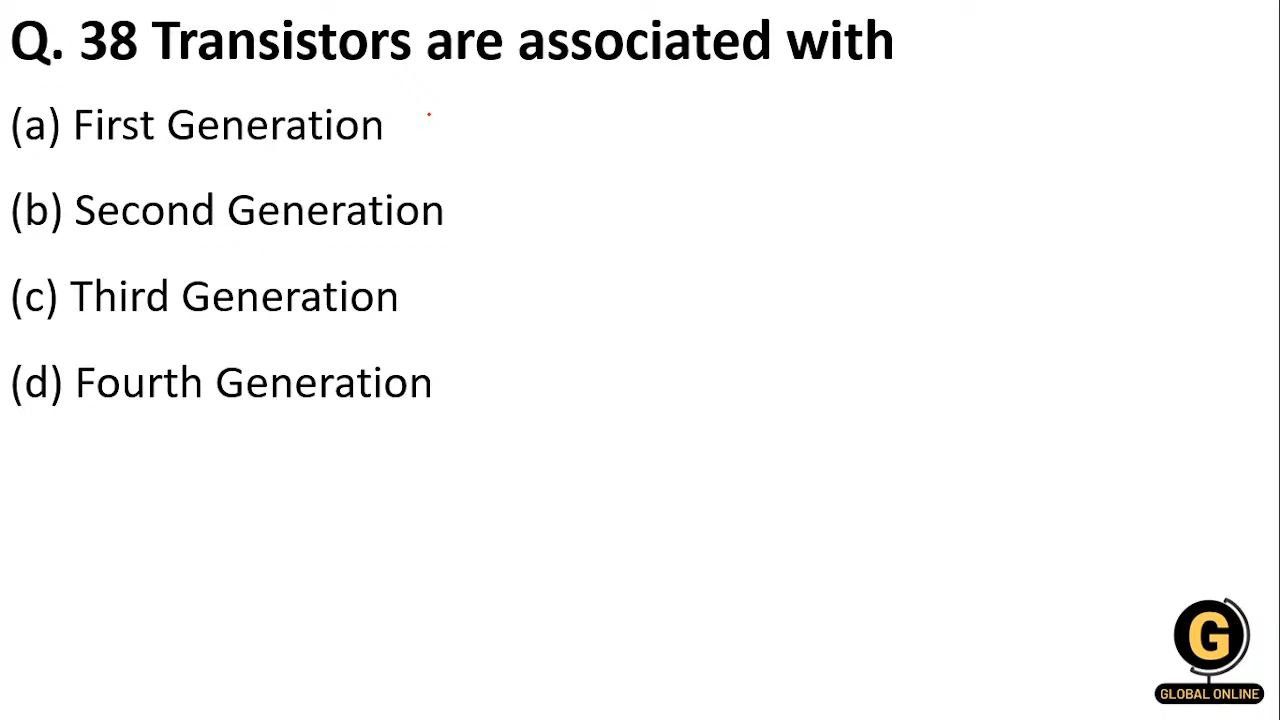 Q. 38 Transistors are associated with
(a) First Generation
(b) Second Generation
(c) Third Generation
(d) Fourth Generation
G
GLOBAL ONLINE